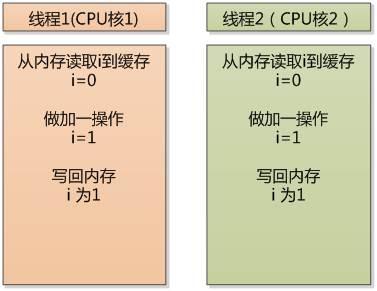 线程1(CPU核1)
从内存读取i到缓存
i=0
做加一操作
i=1
写回内存
i 为1
线程2（CPU核2）
从内存读取i到缓存
i=0
做加一操作
i=1
写回内存
i 为1